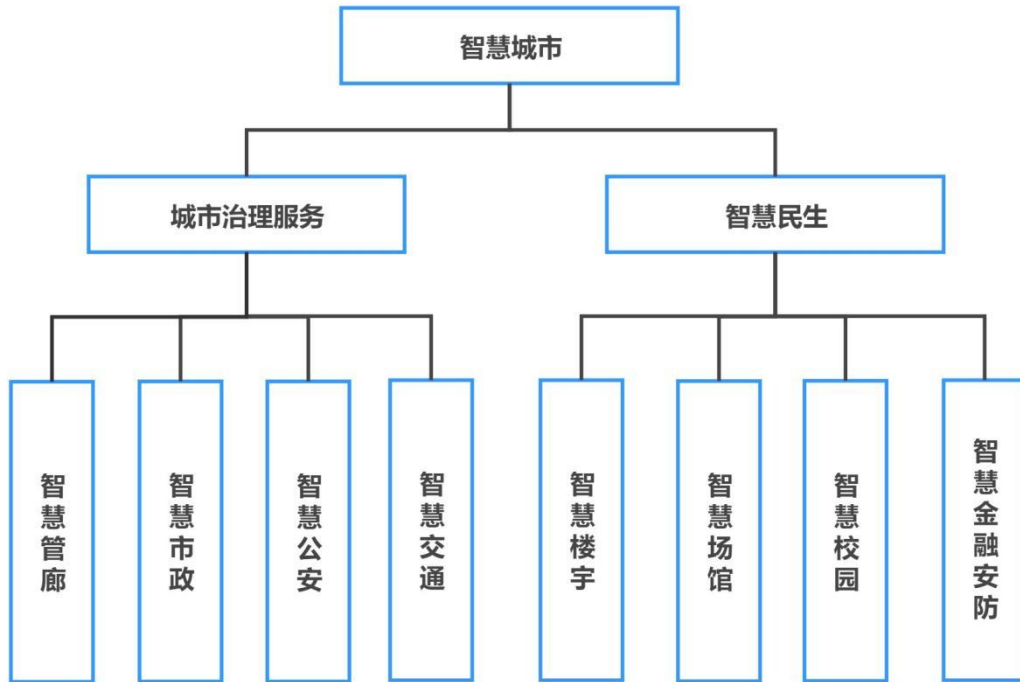 智慧城市
城市治理服务
智慧民生
智慧管廊
智慧市政
智慧公安
智慧交通
智慧楼宇
智慧场馆
智慧校园
智慧金融安防